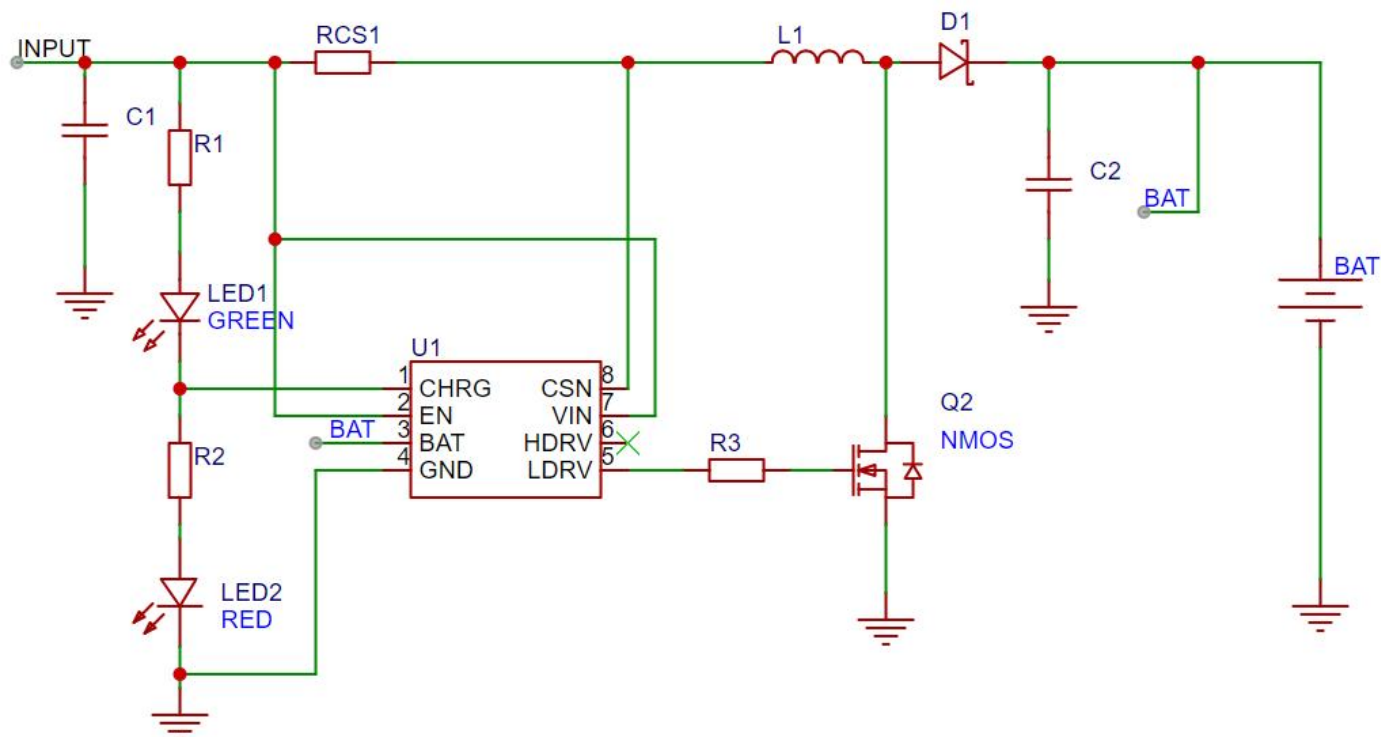 INPUT
RCS1
L1
D1
C1
R1
C2
BAT
BAT
LED1
GREEN
U1
1 CHRG CSN 8
2 EN VIN 7
BAT 3 BAT HDRV 6
4 GND LDRV 5
R2
R3
Q2
NMOS
LED2
RED